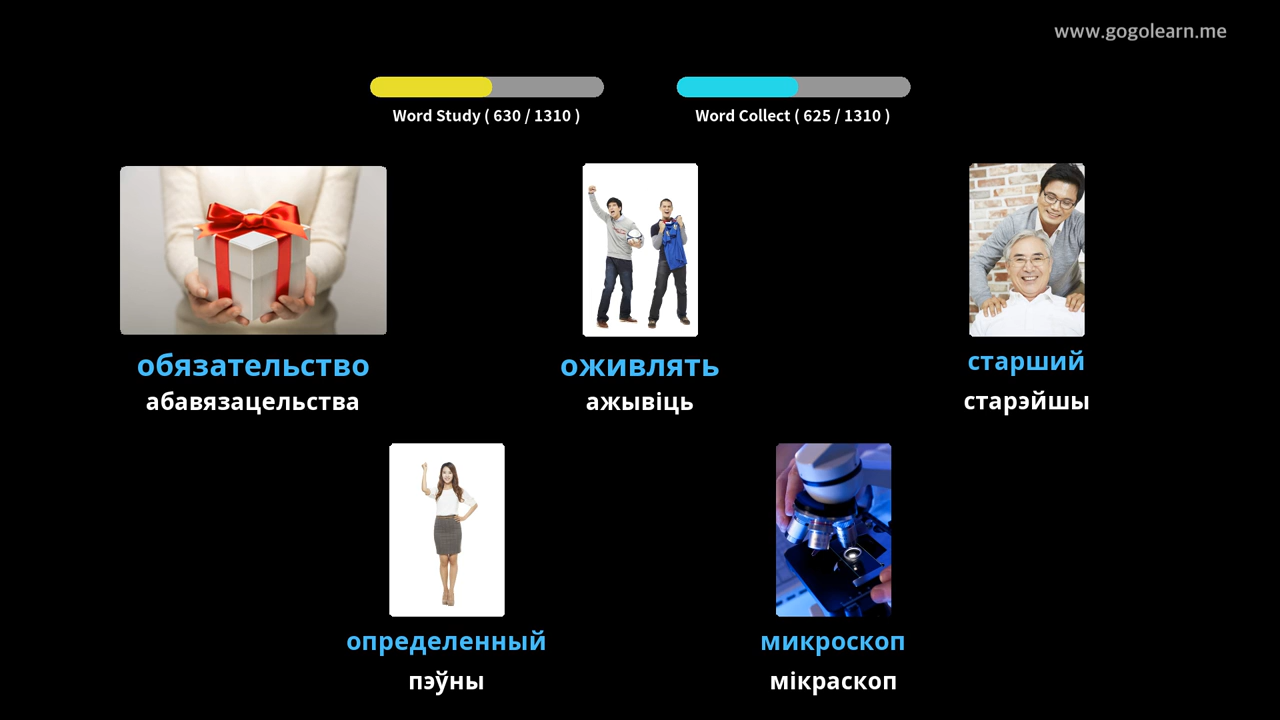 www.gogolearn.me
Word Study ( 630 / 1310 )
Word Collect ( 625 / 1310 )
обязательство
абавязацельства
оживлять
ажывіць
старший
старэйшы
определенный
пэўны
микроскоп
мікраскоп